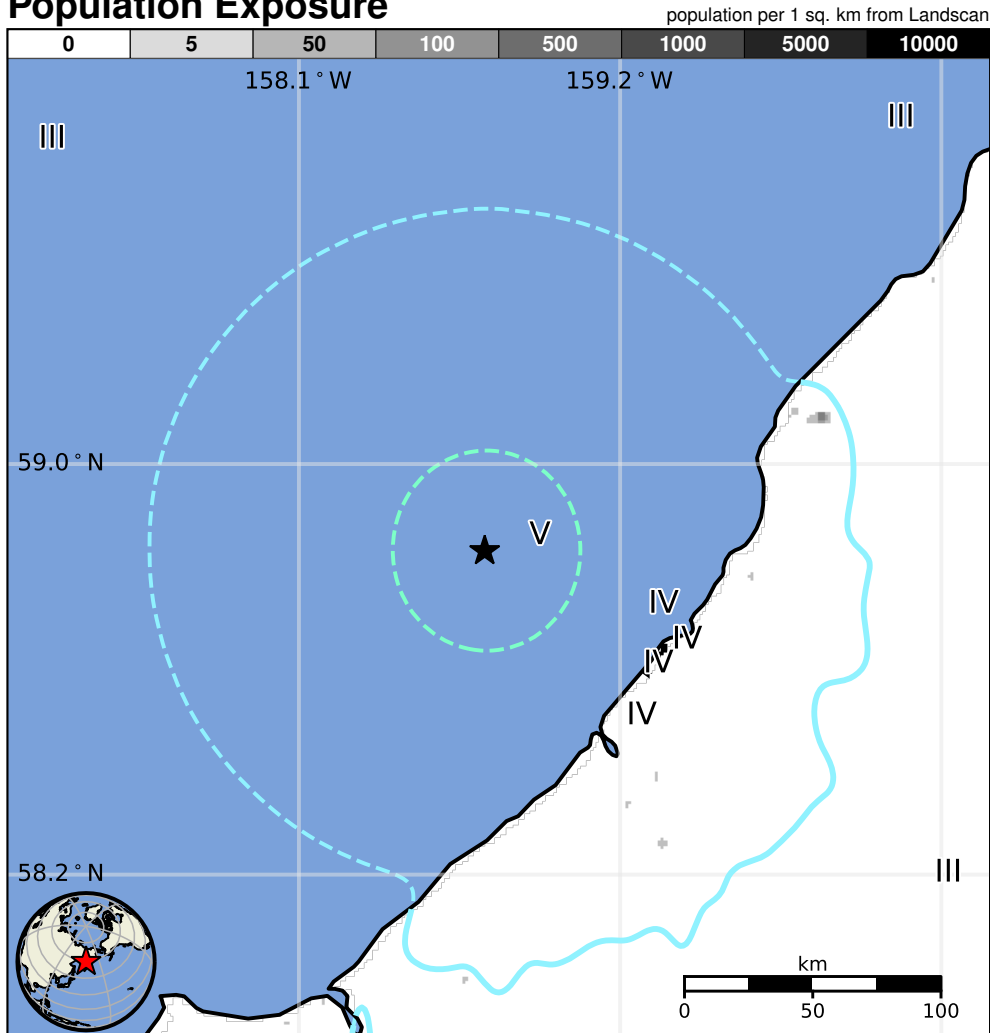 Population Exposure
population per 1 sq. km from Landscan
0 5 50 100 500 1000 5000 10000
158.1°W 159.2°W
III III
59.0°N
V
IV
IV
IV
IV
58.2°N
III
km
0 50 100